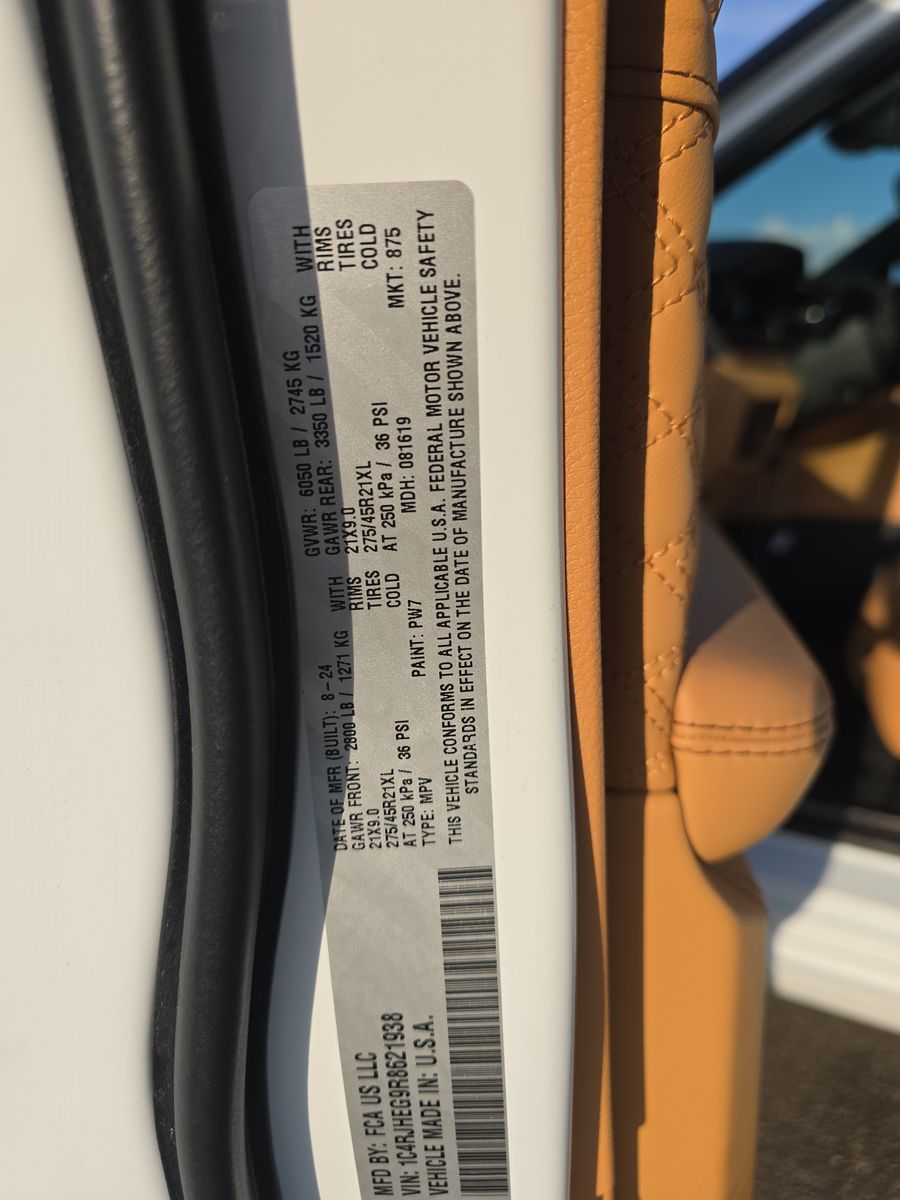 MFD BY: FCA US LLC
VIN: 1C4RJHEG9R8621938
VEHICLE MADE IN: U.S.A.
DATE OF MFR (BUILT): 8-24 GVWR: 6050 LB / 2745 KG
GAWR FRONT: 2800 LB / 1271 KG WITH GAWR REAR: 3350 LB / 1520 KG WITH
21X9.0 RIMS 21X9.0 RIMS
275/45R21XL TIRES 275/45R21XL TIRES
AT 250 kPa / 36 PSI COLD AT 250 kPa / 36 PSI COLD
TYPE: MPV PAINT: PW7 MDH: 081619 MKT: 875
THIS VEHICLE CONFORMS TO ALL APPLICABLE U.S.A. FEDERAL MOTOR VEHICLE SAFETY
STANDARDS IN EFFECT ON THE DATE OF MANUFACTURE SHOWN ABOVE.